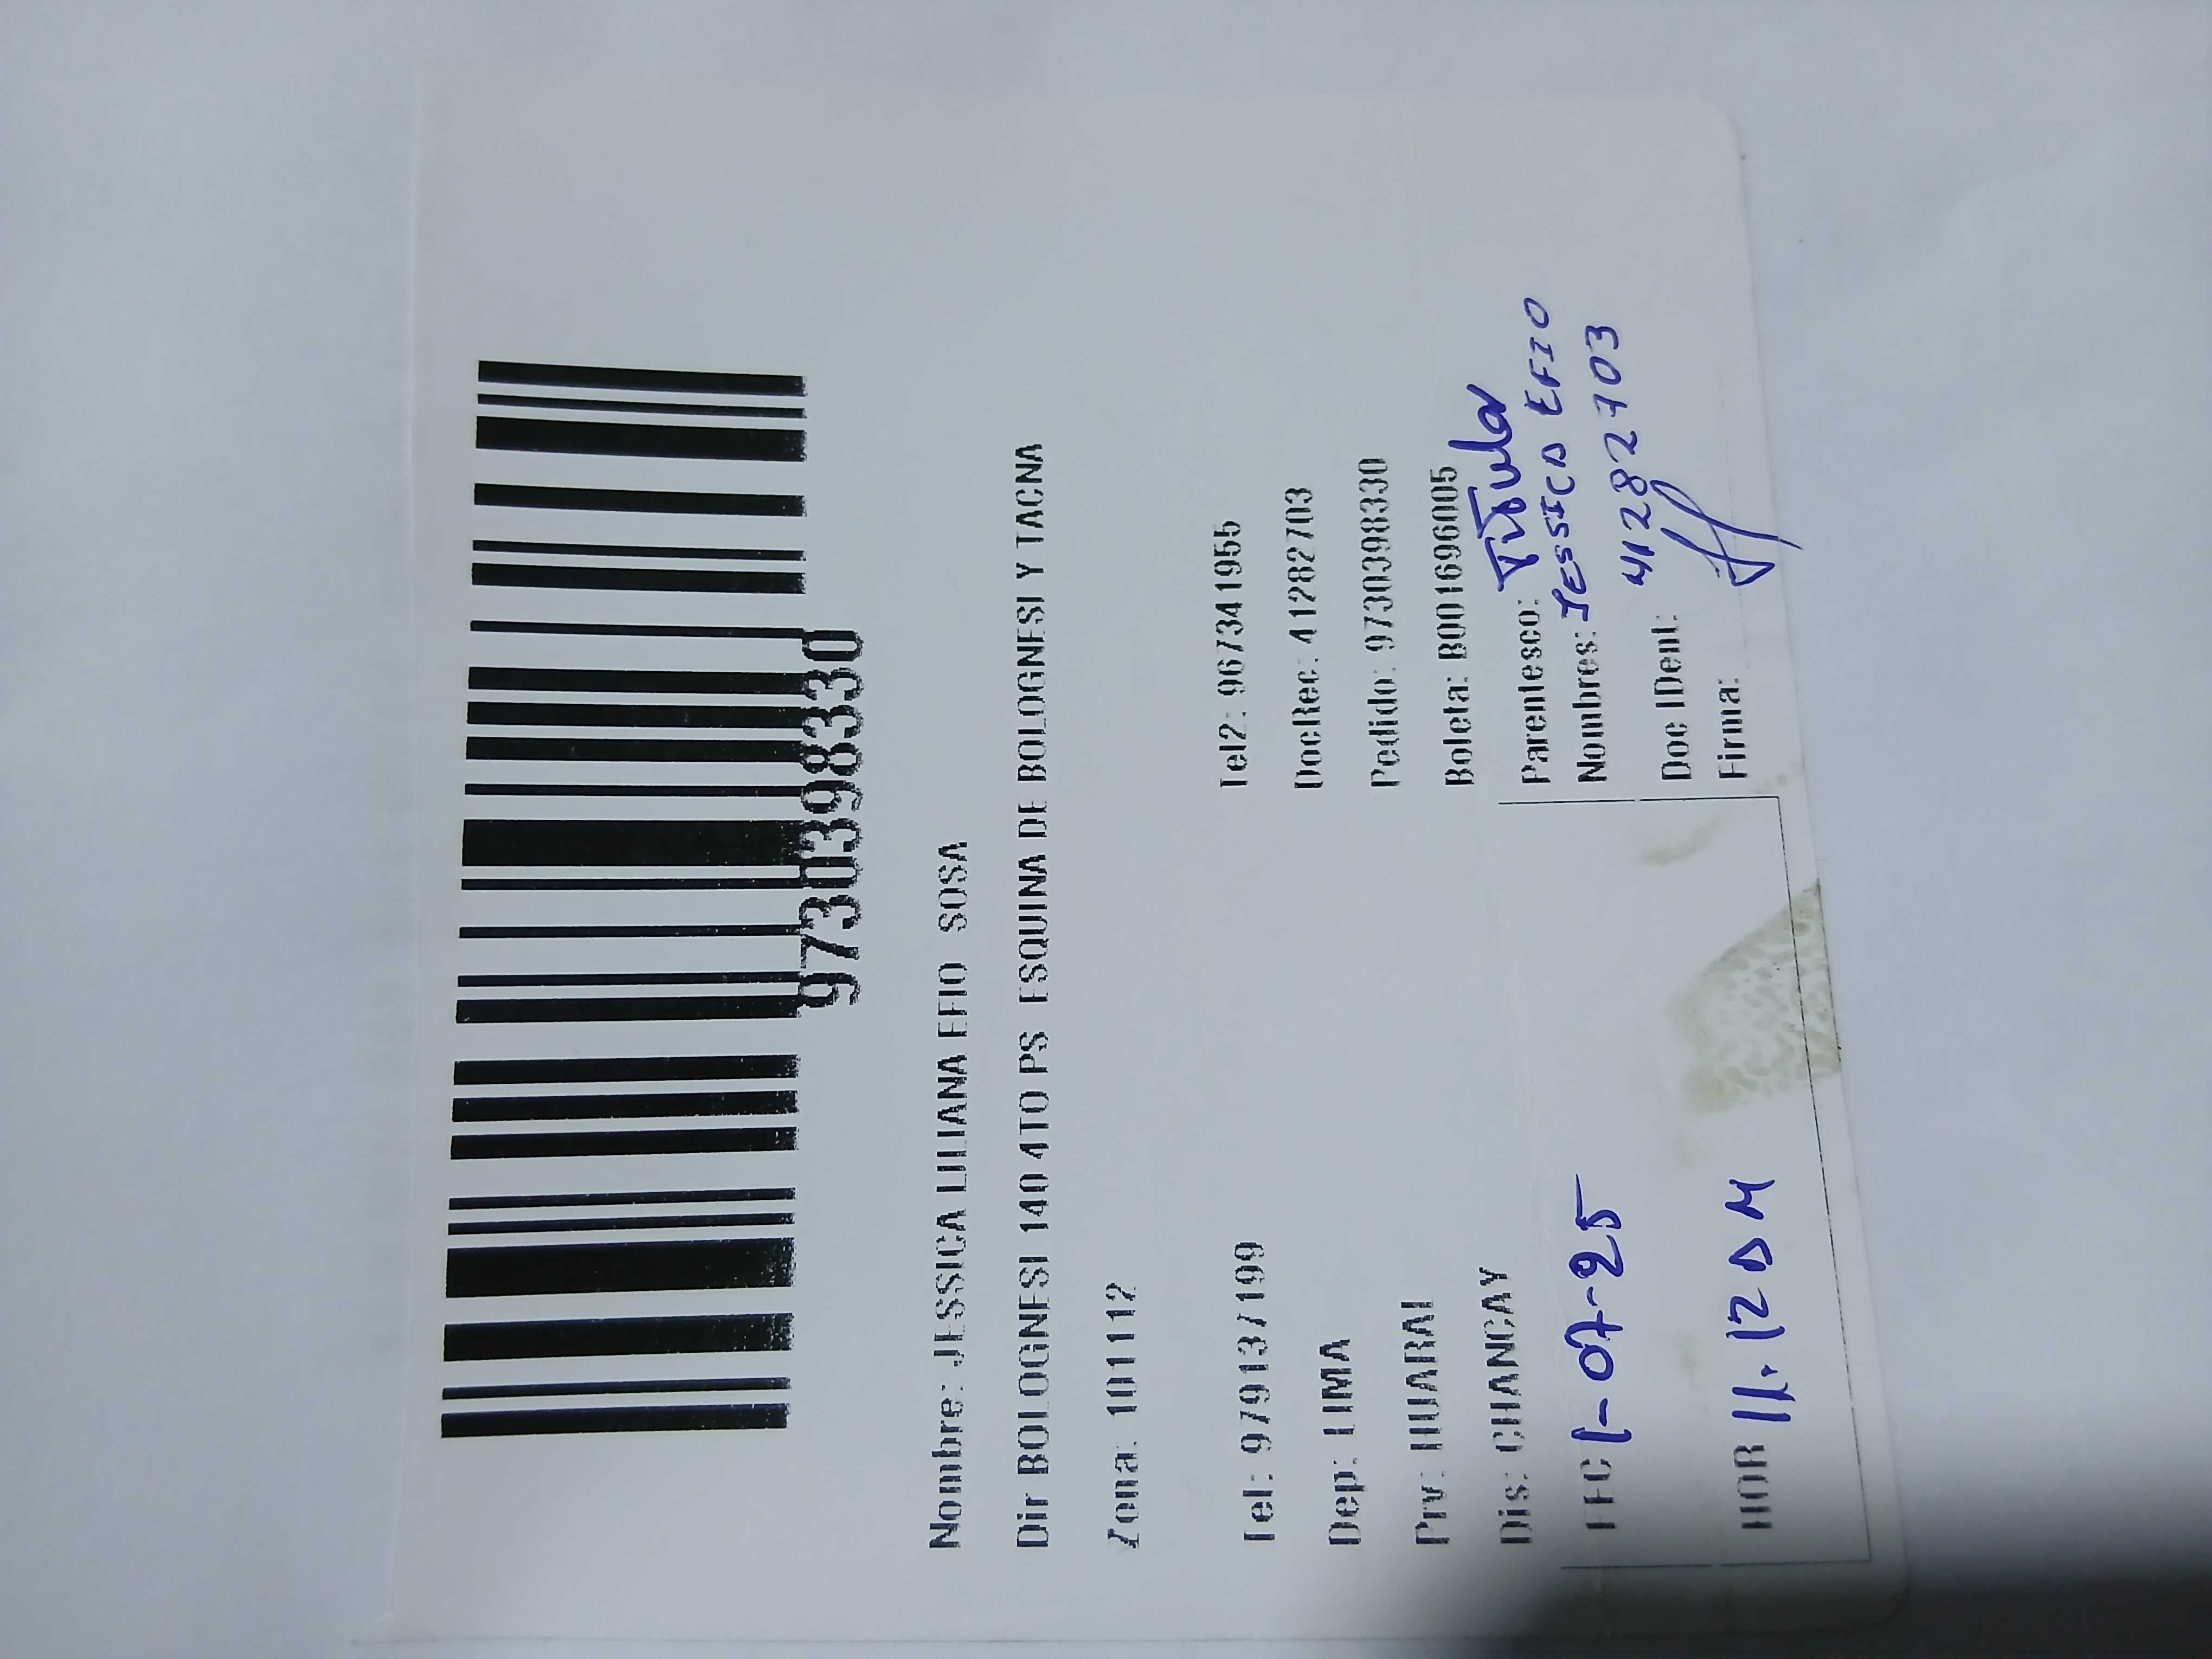 9730398330
Nombre: JESSICA LILIANA EFIO SOSA
Dir BOLOGNESI 140 4TO PS ESQUINA DE BOLOGNESI Y TACNA
Zona: 101112
Tel: 979137199
Tel2: 967341955
Dep: LIMA
DocRec: 41282703
Prv: HUARAL
Pedido: 9730398330
Dis: CHANCAY
Boleta: B001696005
FEC 1-07-25
Parentesco: Titular
Nombres: JESSICA EFIO
HOR 11:12 AM
Doc IDent: 41282703
Firma: